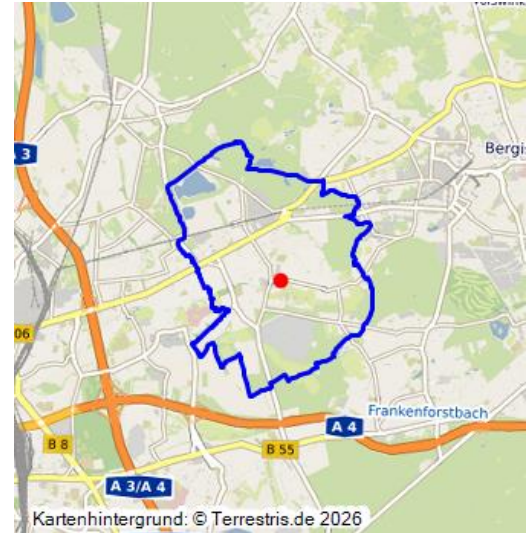 A 3
Bergis
06
Frankenforstbach
A 4
B 8
B 55
A 3/A 4
Kartenhintergrund: © Terrestris.de 2026